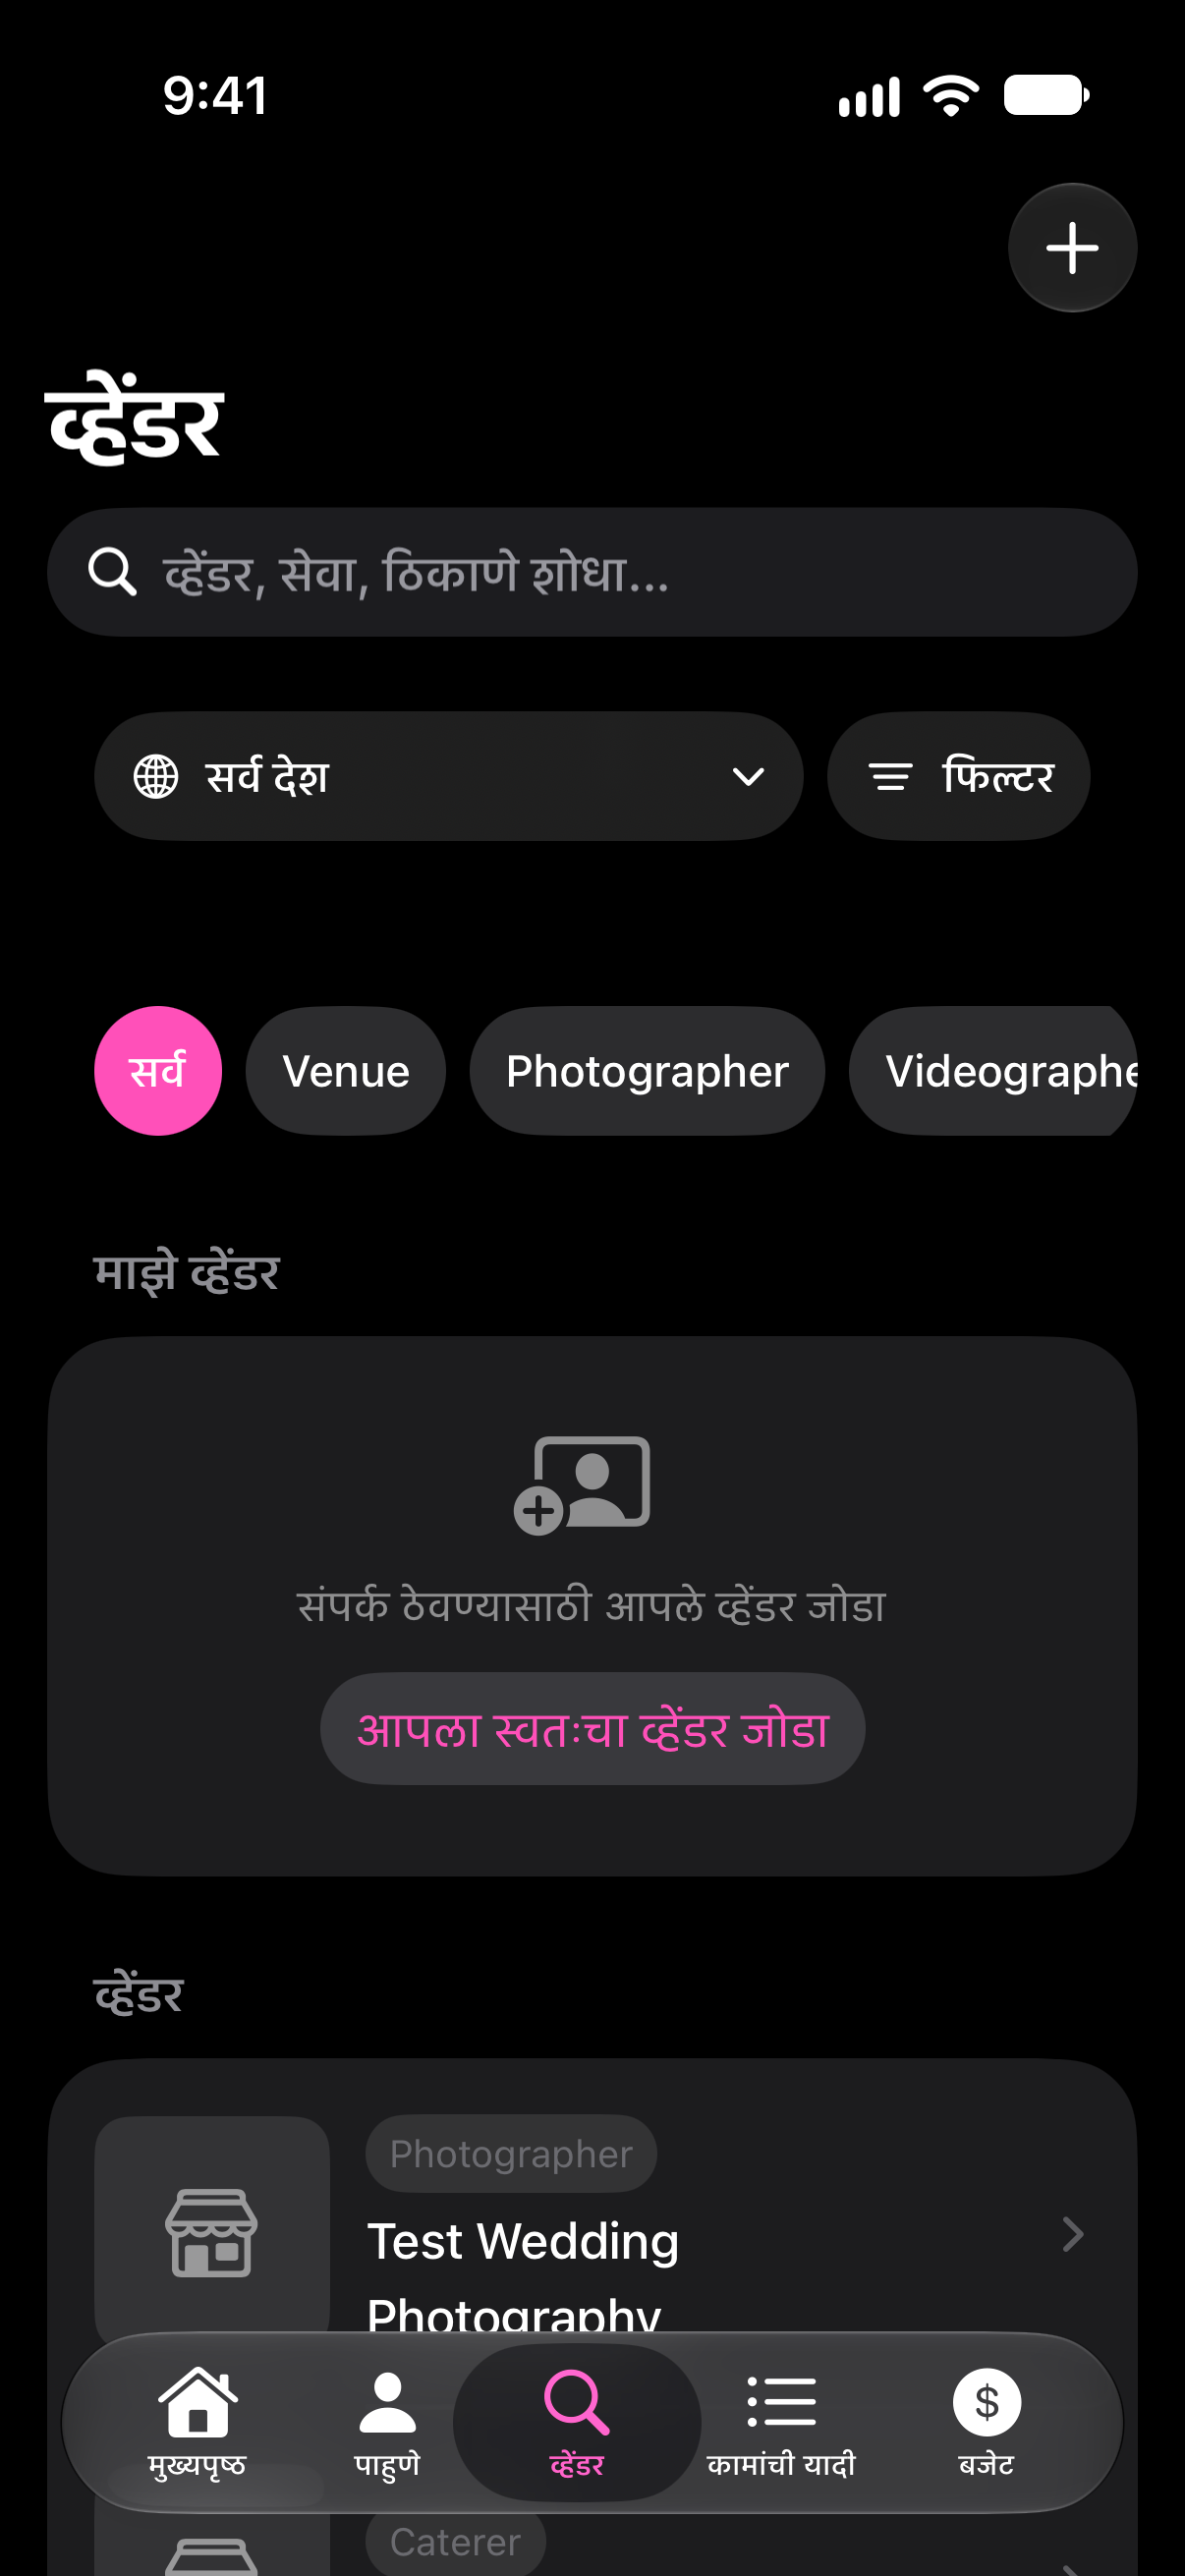 9:41
व्हेंडर
व्हेंडर, सेवा, ठिकाणे शोधा...
सर्व देश
फिल्टर
सर्व Venue Photographer Videographe
माझे व्हेंडर
संपर्क ठेवण्यासाठी आपले व्हेंडर जोडा
आपला स्वतःचा व्हेंडर जोडा
व्हेंडर
Photographer
Test Wedding
Photography
मुख्यपृष्ठ पाहुणे व्हेंडर कामांची यादी बजेट
Caterer